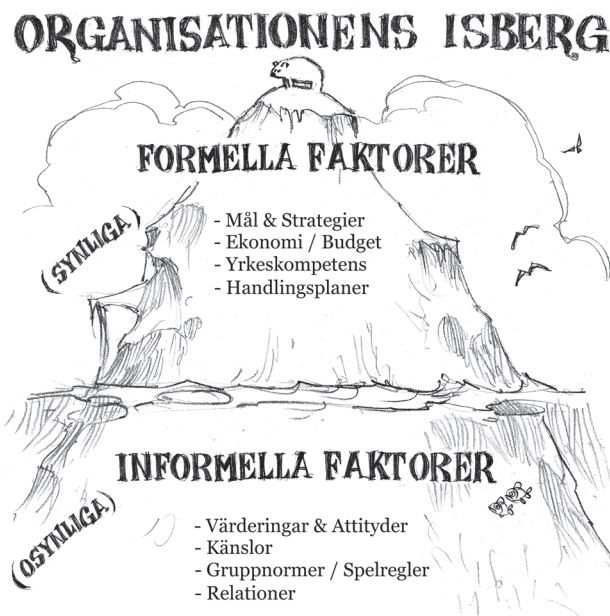 ORGANISATIONENS ISBERG
FORMELLA FAKTORER
(SYNLIGA)
- Mål & Strategier
- Ekonomi / Budget
- Yrkeskompetens
- Handlingsplaner
INFORMELLA FAKTORER
(OSYNLIGA)
- Värderingar & Attityder
- Känslor
- Gruppnormer / Spelregler
- Relationer